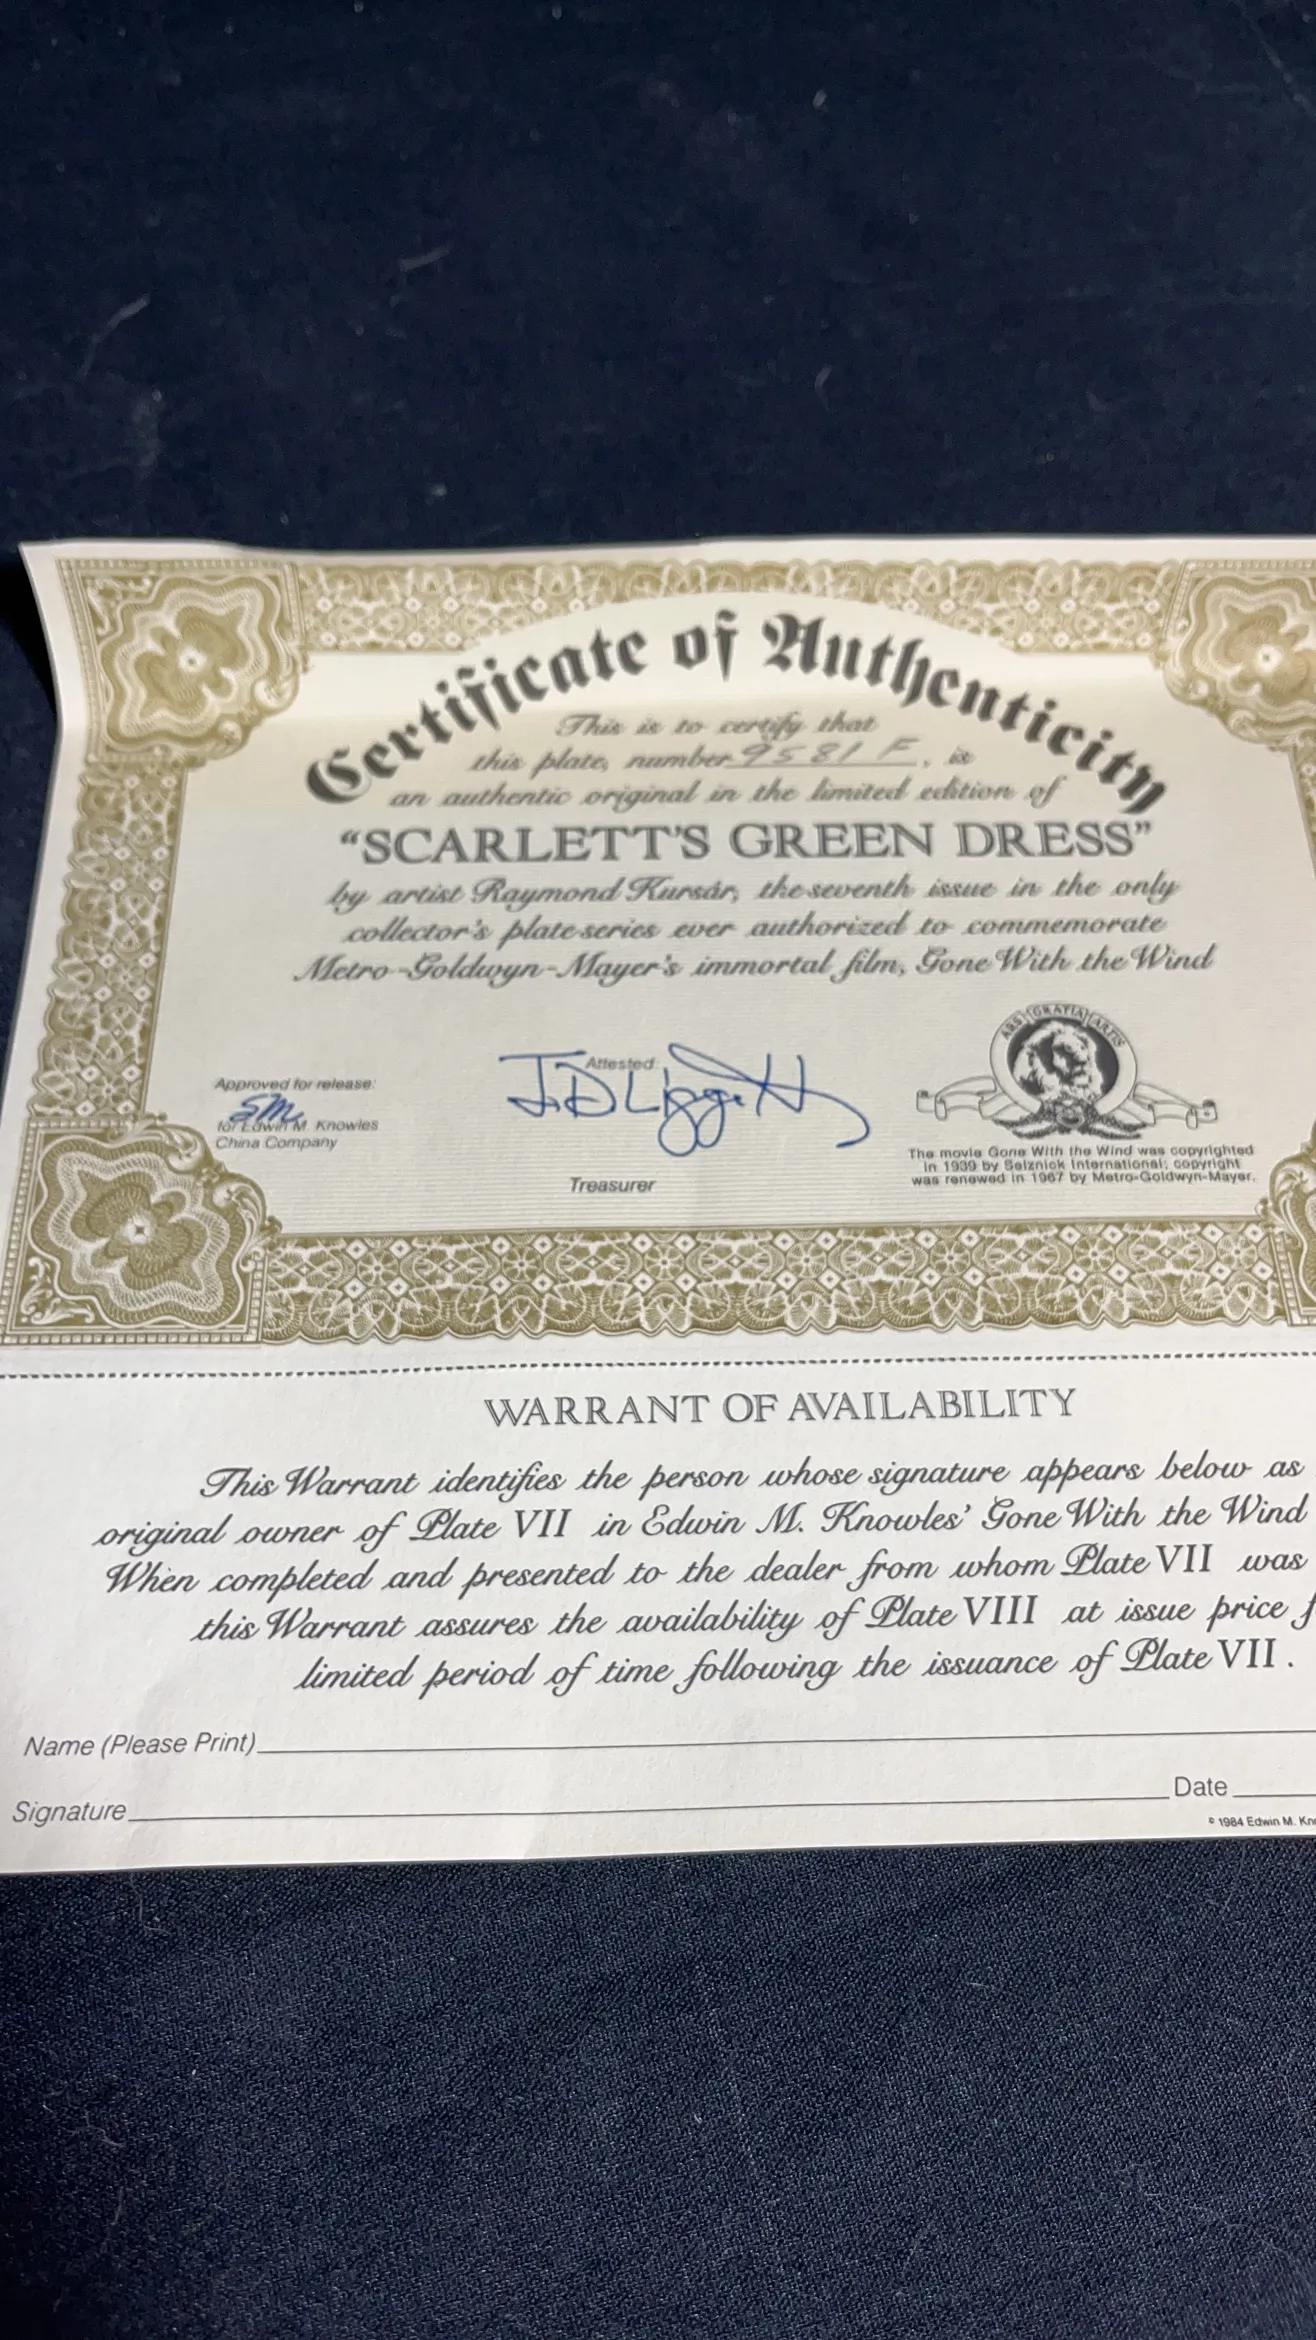 Certificate of Authenticity
This is to certify that
this plate, number 9581 F, is
an authentic original in the limited edition of
"SCARLETT'S GREEN DRESS"
by artist Raymond Kursár, the seventh issue in the only
collector's plate series ever authorized to commemorate
Metro-Goldwyn-Mayer's immortal film, Gone With the Wind
ARS GRATIA ARTIS
Approved for release:
SM
for Edwin M. Knowles
China Company
Attested
J.D Liggett
Treasurer
The movie Gone With the Wind was copyrighted
in 1939 by Selznick International; copyright
was renewed in 1967 by Metro-Goldwyn-Mayer.
WARRANT OF AVAILABILITY
This Warrant identifies the person whose signature appears below as
original owner of Plate VII in Edwin M. Knowles' Gone With the Wind
When completed and presented to the dealer from whom Plate VII was
this Warrant assures the availability of Plate VIII at issue price f
limited period of time following the issuance of Plate VII.
Name (Please Print)
Signature
Date
© 1984 Edwin M. Kn